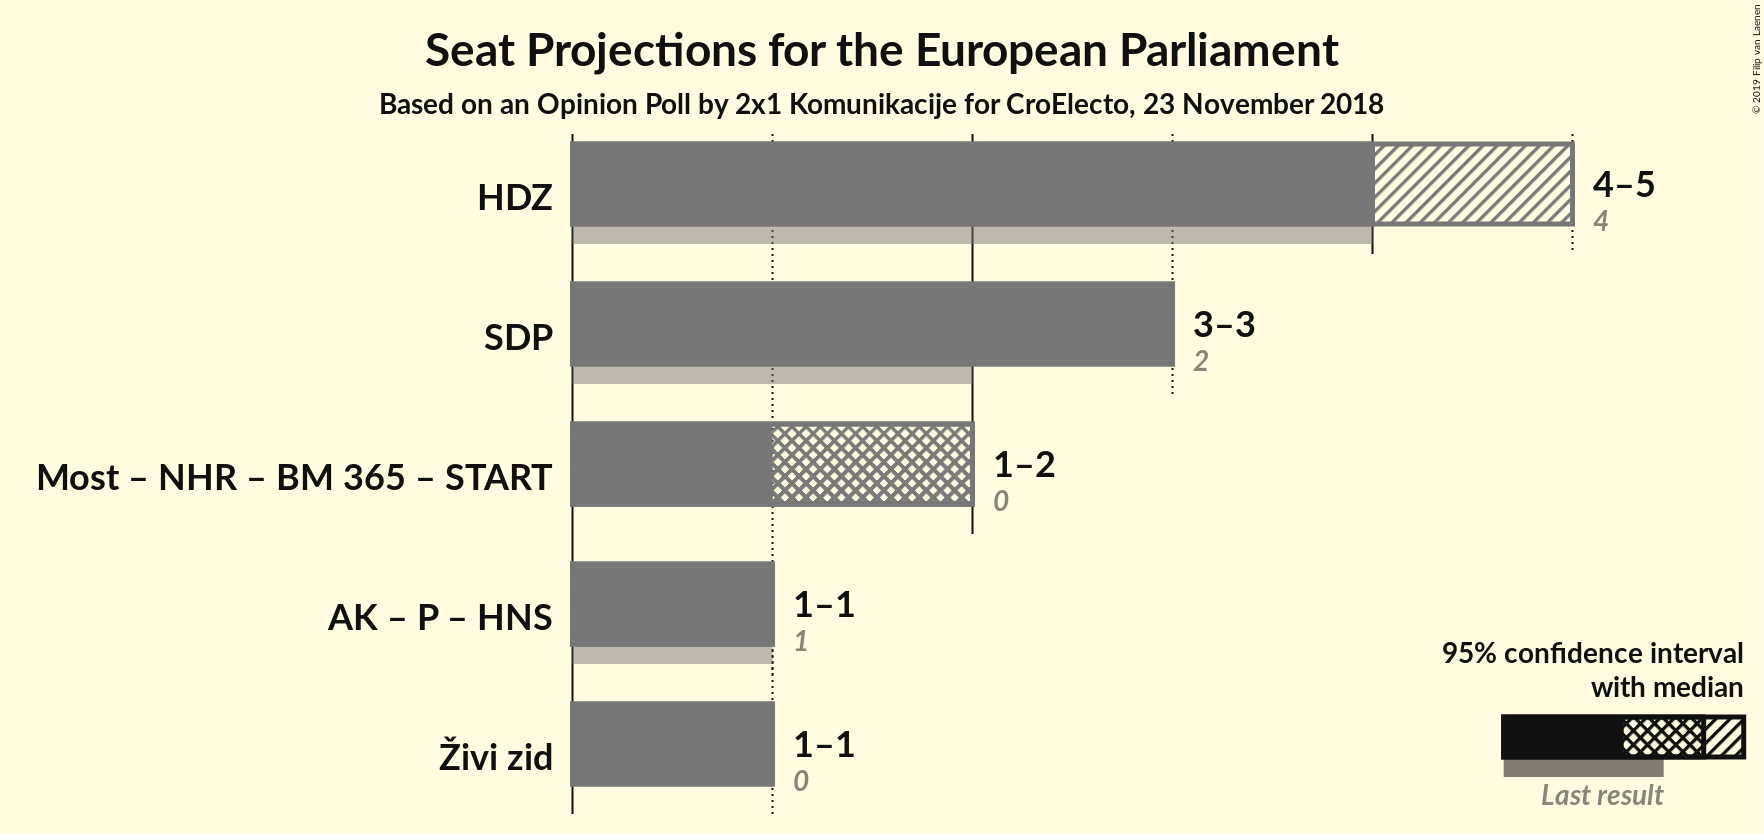 Seat Projections for the European Parliament
Based on an Opinion Poll by 2x1 Komunikacije for CroElecto, 23 November 2018
© 2019 Filip van Laenen
HDZ
4–5
4
SDP
3–3
2
Most – NHR – BM 365 – START
1–2
0
AK – P – HNS
1–1
1
Živi zid
1–1
0
95% confidence interval
with median
Last result